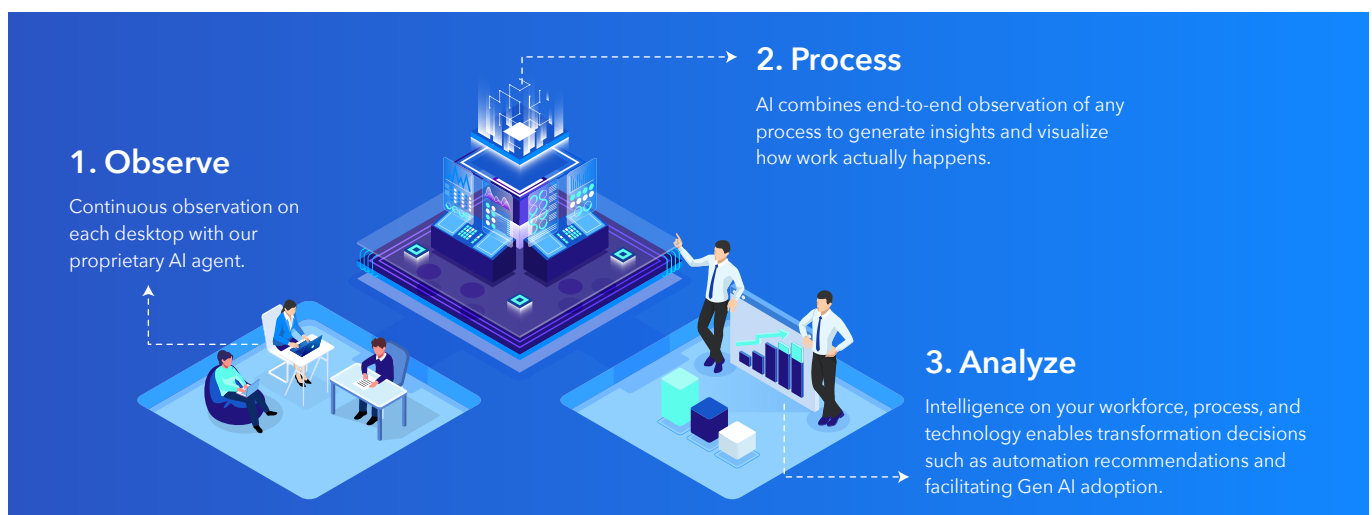 1. Observe
Continuous observation on
each desktop with our
proprietary AI agent.
2. Process
AI combines end-to-end observation of any
process to generate insights and visualize
how work actually happens.
3. Analyze
Intelligence on your workforce, process, and
technology enables transformation decisions
such as automation recommendations and
facilitating Gen AI adoption.